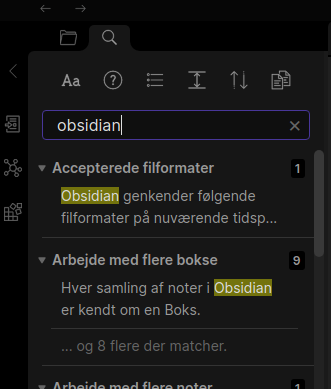 Aa
obsidian
Accepterede filformater 1
Obsidian genkender følgende
filformater på nuværende tidsp...
Arbejde med flere bokse 9
Hver samling af noter i Obsidian
er kendt om en Boks.
... og 8 flere der matcher.
Arbejde med flere noter 1